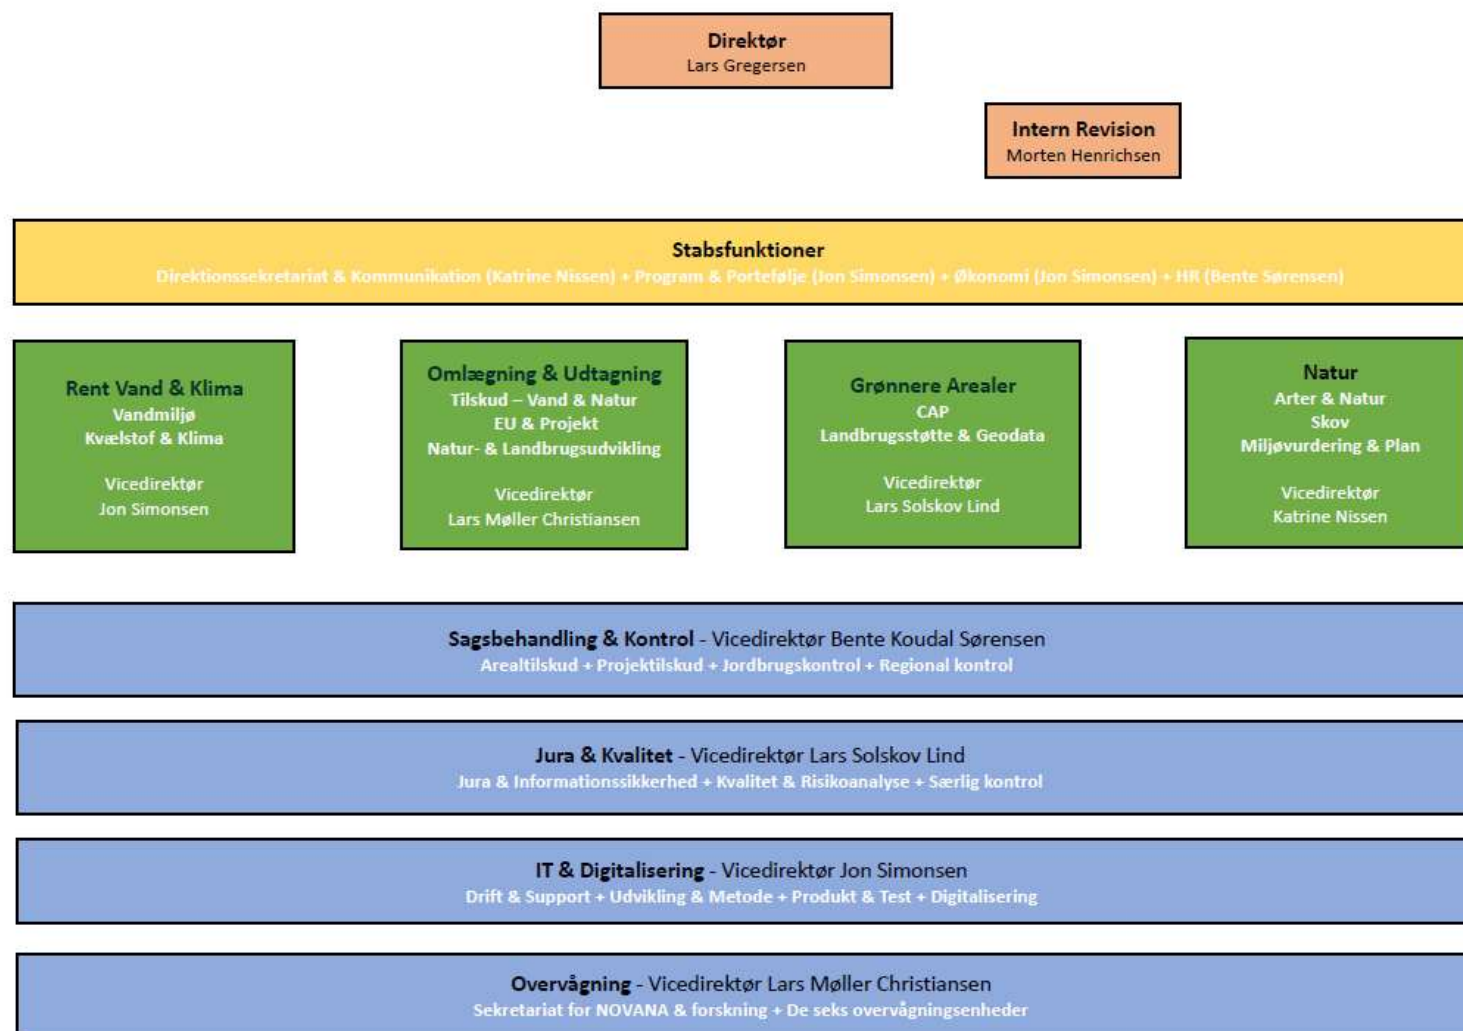 Direktør
Lars Gregersen
Intern Revision
Morten Henrichsen
Stabsfunktioner
Direktionssekretariat & Kommunikation (Katrine Nissen) + Program & Portefølje (Jon Simonsen) + Økonomi (Jon Simonsen) + HR (Bente Sørensen)
Rent Vand & Klima
Vandmiljø
Kvælstof & Klima
Vicedirektør
Jon Simonsen
Omlægning & Udtagning
Tilskud – Vand & Natur
EU & Projekt
Natur- & Landbrugsudvikling
Vicedirektør
Lars Møller Christiansen
Grønnere Arealer
CAP
Landbrugsstøtte & Geodata
Vicedirektør
Lars Solskov Lind
Natur
Arter & Natur
Skov
Miljøvurdering & Plan
Vicedirektør
Katrine Nissen
Sagsbehandling & Kontrol - Vicedirektør Bente Koudal Sørensen
Arealtilskud + Projektilskud + Jordbrugskontrol + Regional kontrol
Jura & Kvalitet - Vicedirektør Lars Solskov Lind
Jura & Informationssikkerhed + Kvalitet & Risikoanalyse + Særlig kontrol
IT & Digitalisering - Vicedirektør Jon Simonsen
Drift & Support + Udvikling & Metode + Produkt & Test + Digitalisering
Overvågning - Vicedirektør Lars Møller Christiansen
Sekretariat for NOVANA & forskning + De seks overvågningsenheder